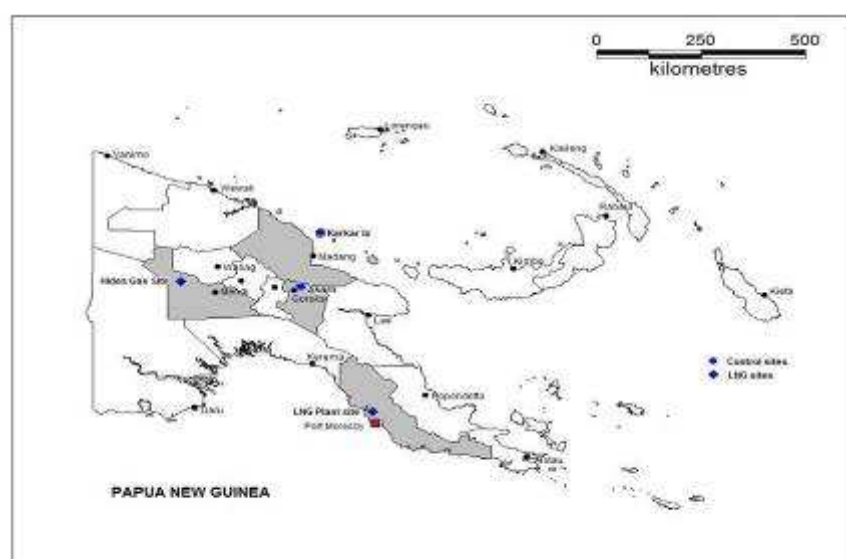 0 250 500
kilometres
Vanimo
Wewak
Lorengau
Kavieng
Rabaul
Karkar Is
Madang
Wabag
Hides Gas Site
Mendi
Goroka
Kimbe
Kieta
Lae
Kerema
Control sites
LNG sites
Daru
Popondetta
LNG Plant site
Port Moresby
Alotau
PAPUA NEW GUINEA